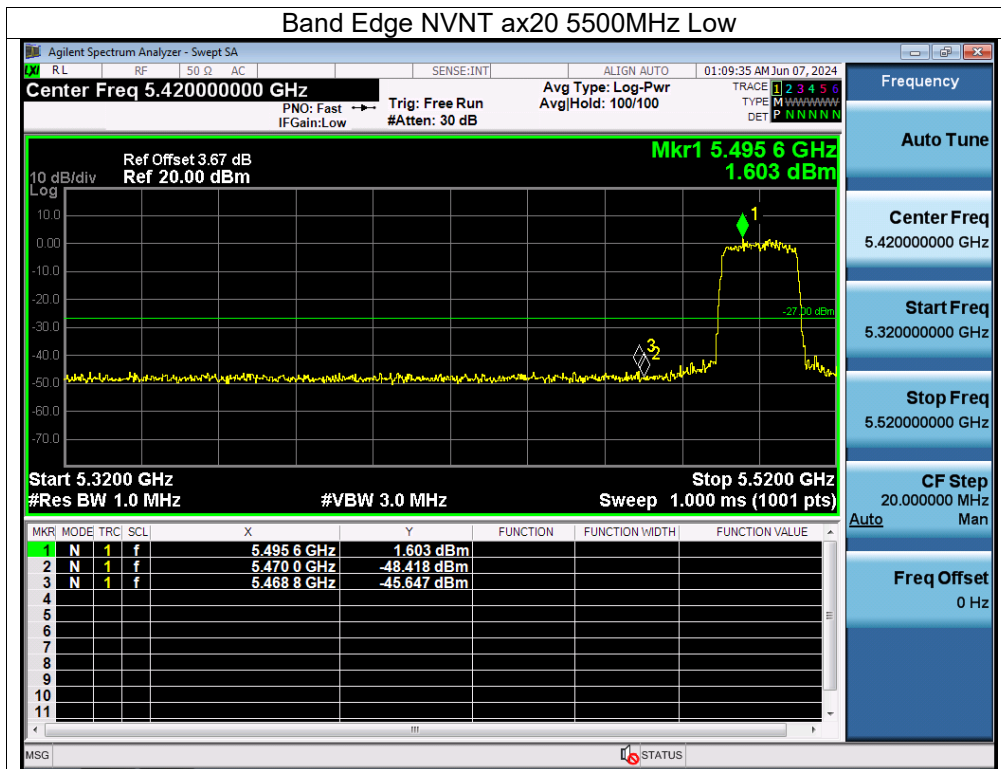 Band Edge NVNT ax20 5500MHz Low
Agilent Spectrum Analyzer - Swept SA
LXI RL RF 50 Ω AC SENSE:INT ALIGN AUTO 01:09:35 AM Jun 07, 2024
Center Freq 5.420000000 GHz
PNO: Fast
IFGain:Low
Trig: Free Run
#Atten: 30 dB
Avg Type: Log-Pwr
Avg|Hold: 100/100
TRACE 1 2 3 4 5 6
TYPE M WWWWW
DET P N N N N N
Frequency
Auto Tune
Center Freq
5.420000000 GHz
Start Freq
5.320000000 GHz
Stop Freq
5.520000000 GHz
CF Step
20.000000 MHz
Auto Man
Freq Offset
0 Hz
Mkr1 5.495 6 GHz
1.603 dBm
Ref Offset 3.67 dB
10 dB/div Ref 20.00 dBm
Log
10.0
0.00
-10.0
-20.0
-30.0
-40.0
-50.0
-60.0
-70.0
1
-27.00 dBm
3
2
Start 5.3200 GHz Stop 5.5200 GHz
#Res BW 1.0 MHz #VBW 3.0 MHz Sweep 1.000 ms (1001 pts)
MKR MODE TRC SCL X Y FUNCTION FUNCTION WIDTH FUNCTION VALUE
1 N 1 f 5.495 6 GHz 1.603 dBm
2 N 1 f 5.470 0 GHz -48.418 dBm
3 N 1 f 5.468 8 GHz -45.647 dBm
4
5
6
7
8
9
10
11
MSG STATUS